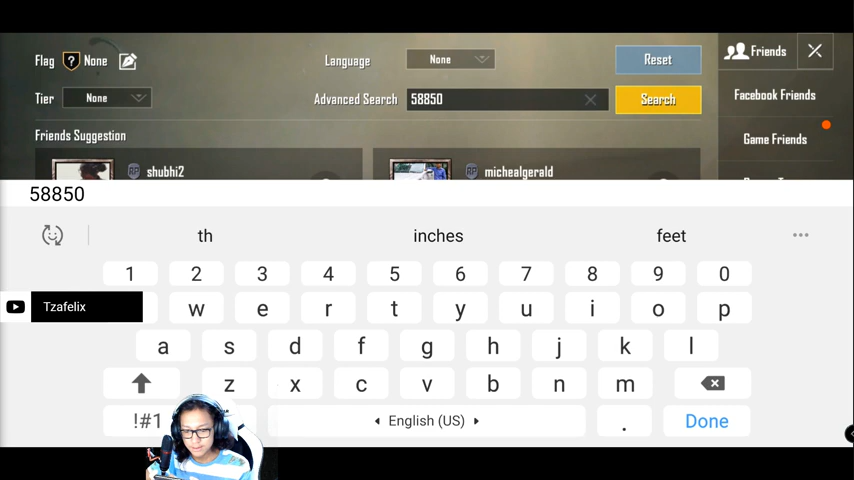 Flag ? None
Language None
Reset
Friends
Tier None
Advanced Search 58850
Search
Facebook Friends
Friends Suggestion
Game Friends
RP shubhi2
RP michealgerald
58850
th inches feet
1 2 3 4 5 6 7 8 9 0
Tzafelix
w e r t y u i o p
a s d f g h j k l
z x c v b n m
!#1
English (US)
.
Done